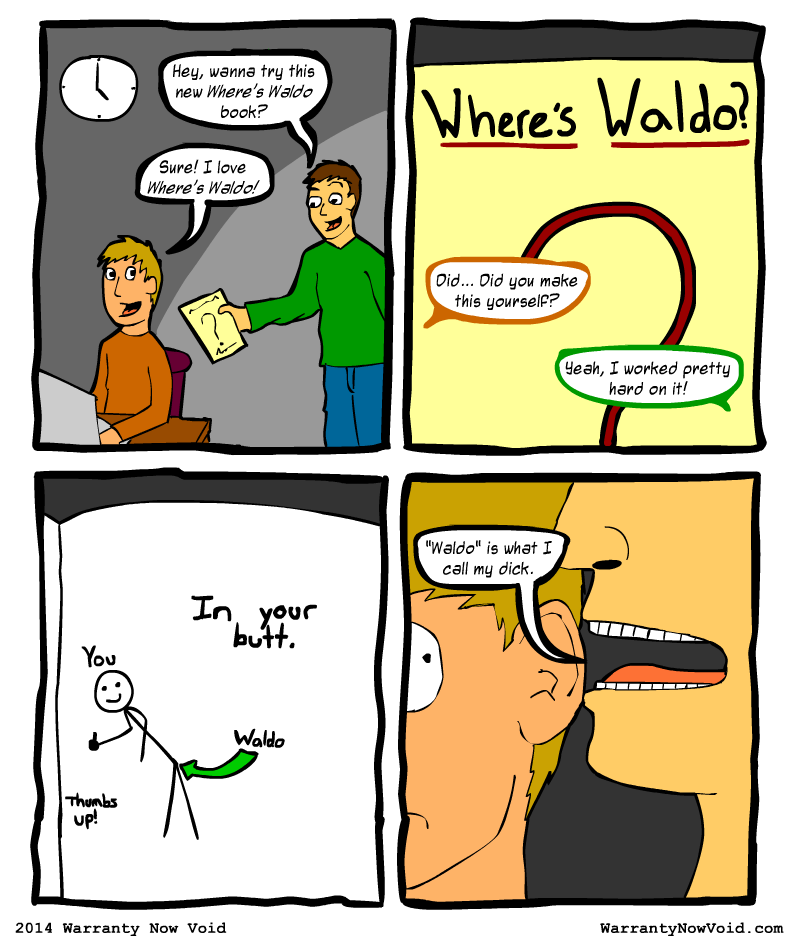 Hey, wanna try this
new Where's Waldo
book?
Sure! I love
Where's Waldo!
?
Where's Waldo?
Did... Did you make
this yourself?
Yeah, I worked pretty
hard on it!
In your
butt.
You
Waldo
Thumbs
up!
"Waldo" is what I
call my dick.
2014 Warranty Now Void
WarrantyNowVoid.com